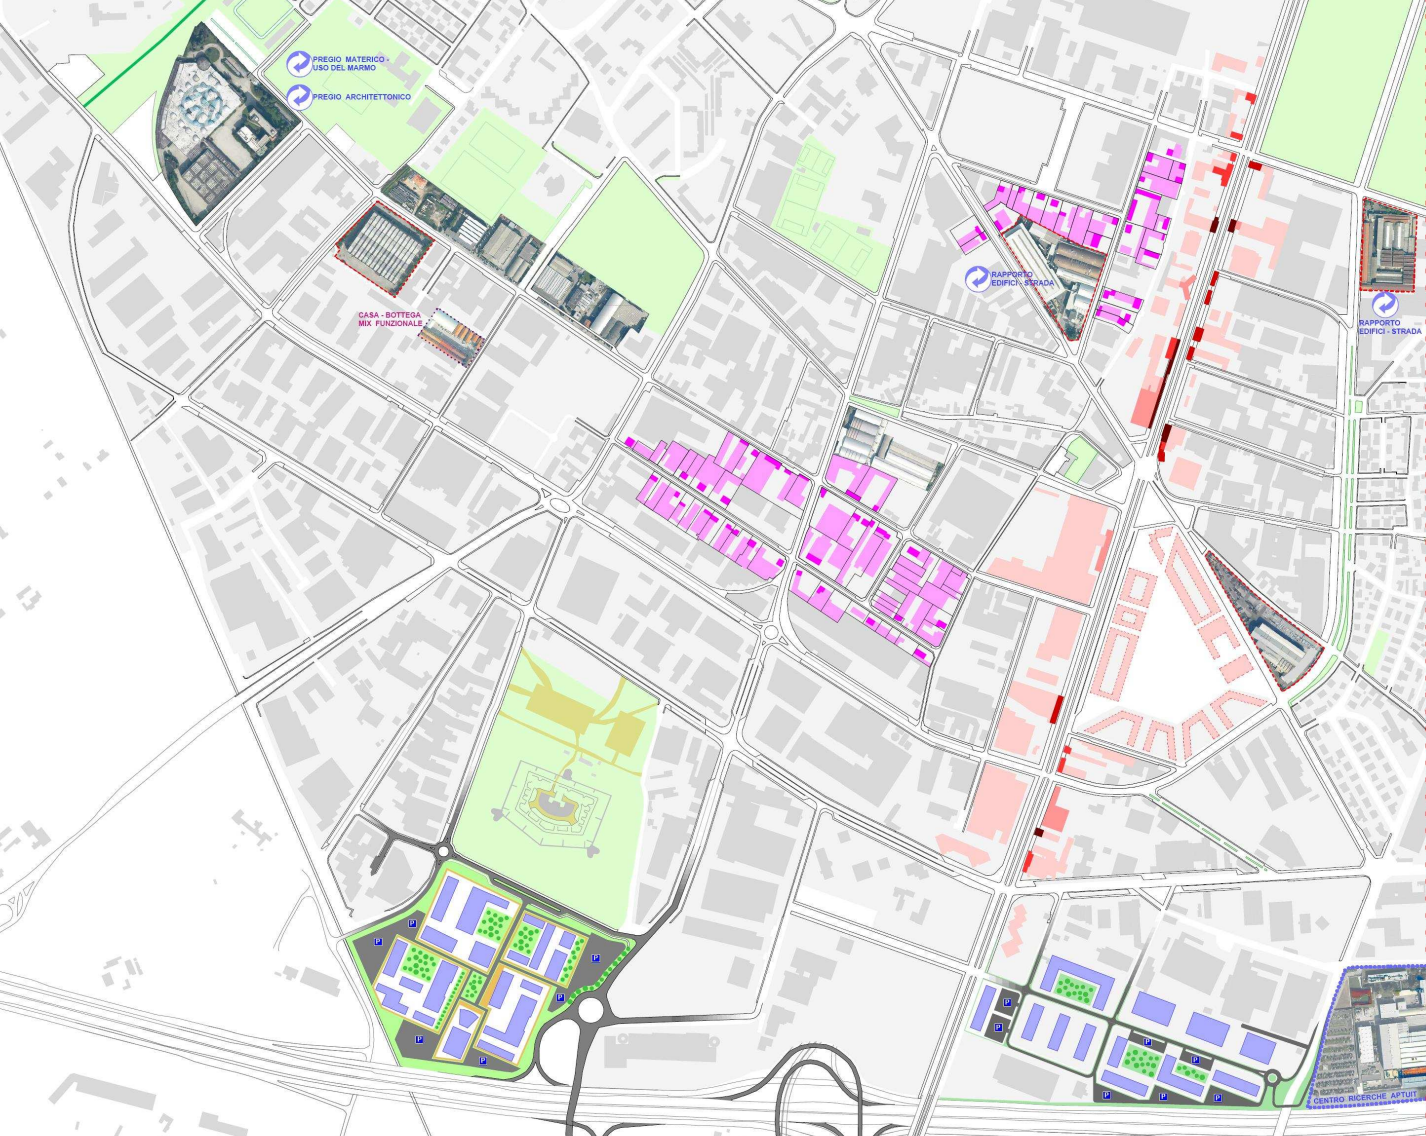 PREGIO MATERICO -
USO DEL MARMO
PREGIO ARCHITETTONICO
RAPPORTO
EDIFICI - STRADA
CASA - BOTTEGA
MIX FUNZIONALE
RAPPORTO
EDIFICI - STRADA
P
P
P
P
P
P
P
P
P
P
P
P
P
CENTRO RICERCHE APTUIT